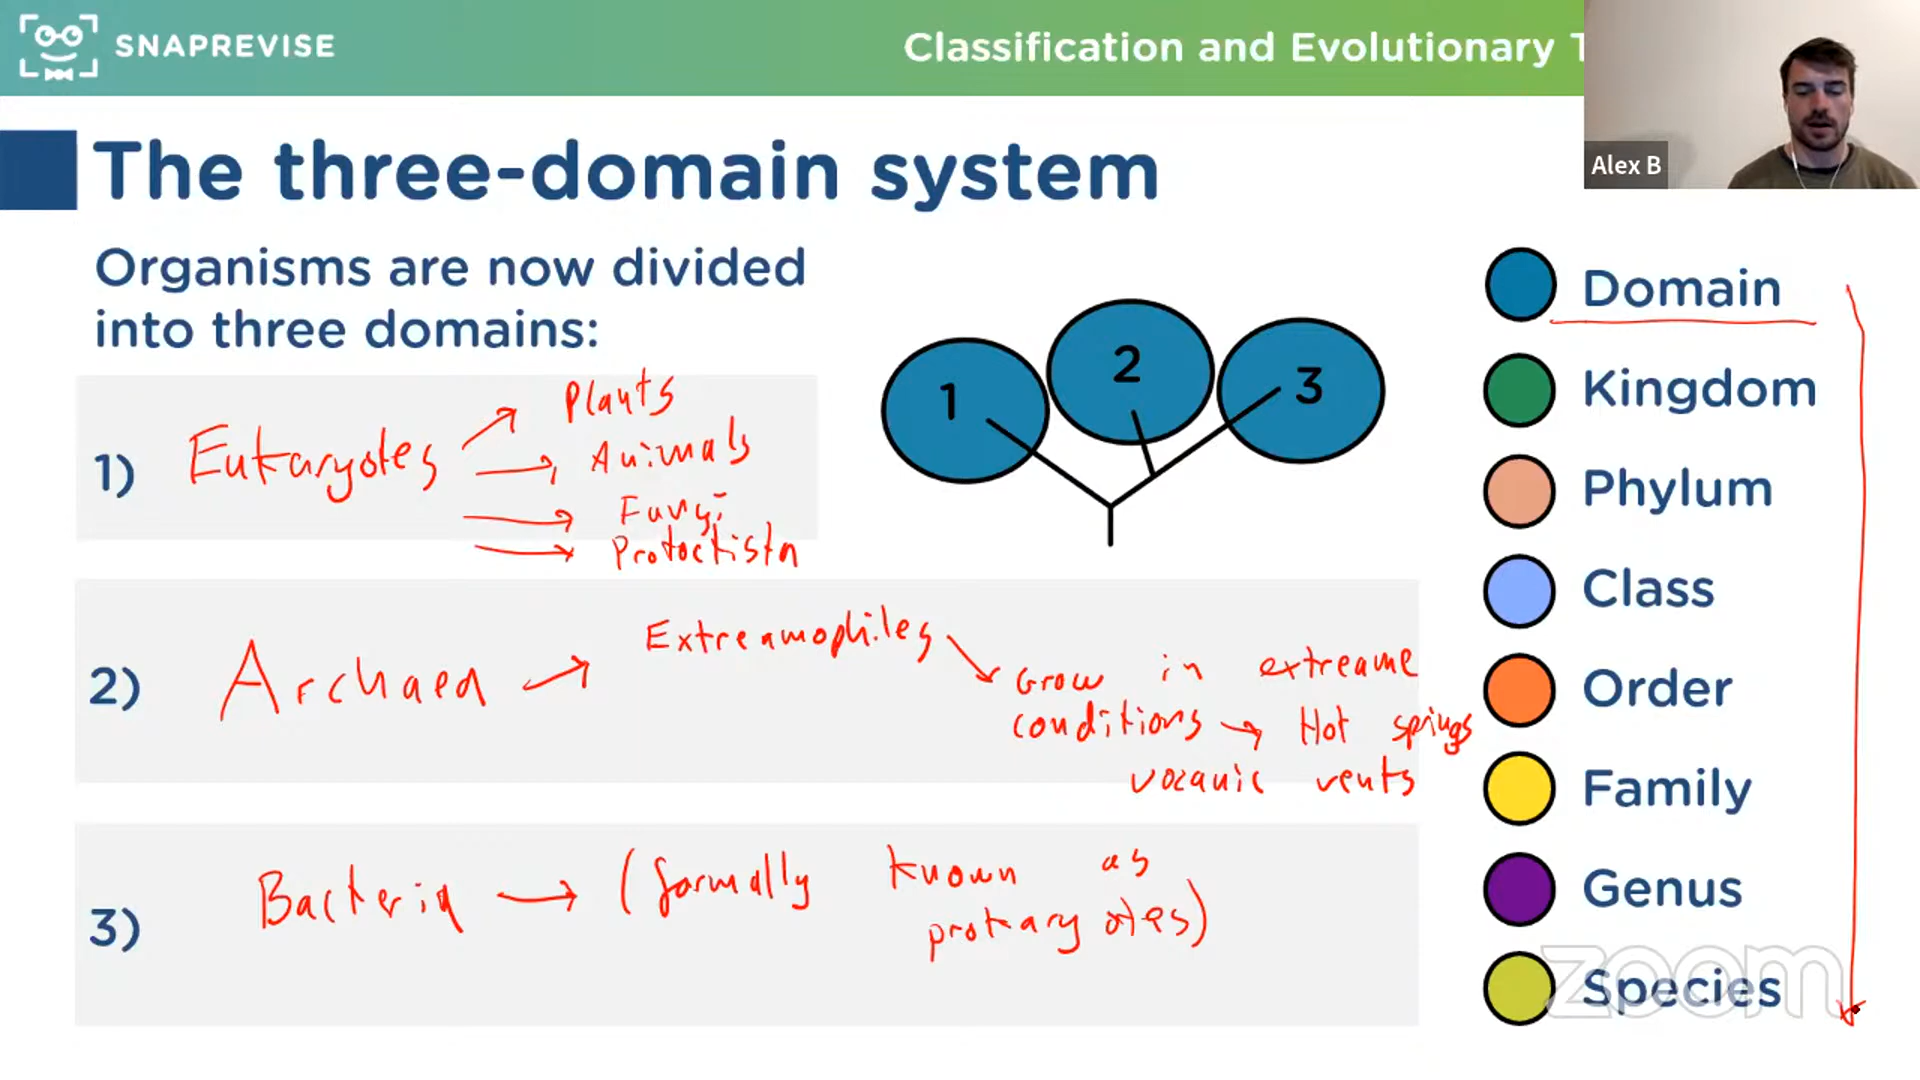 SNAPREVISE
Classification and Evolutionary T
Alex B
The three-domain system
Organisms are now divided
into three domains:
1) Eukaryotes
Plants
Animals
Fungi
Protoctista
2) Archaea
Extreamophiles
Grow in extreame
conditions → Hot springs
vocanic vents
3) Bacteria → (formally known as
prokaryotes)
1
2
3
Domain
Kingdom
Phylum
Class
Order
Family
Genus
Species
zoom